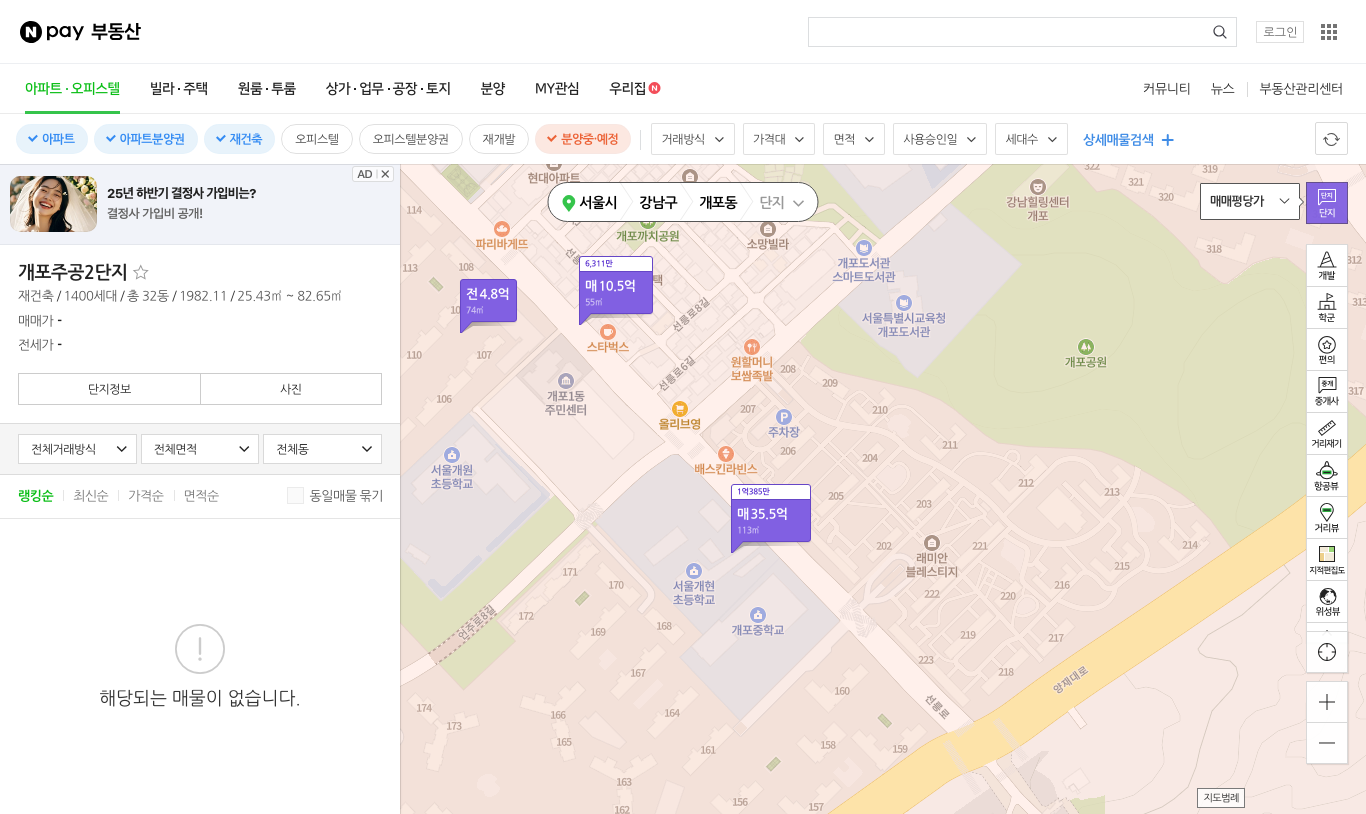 N pay 부동산
로그인
아파트·오피스텔
빌라·주택
원룸·투룸
상가·업무·공장·토지
분양
MY관심
우리집 N
커뮤니티
뉴스
부동산관리센터
아파트
아파트분양권
재건축
오피스텔
오피스텔분양권
재개발
분양중·예정
거래방식
가격대
면적
사용승인일
세대수
상세매물검색
AD
25년 하반기 결정사 가입비는?
결정사 가입비 공개!
개포주공2단지
재건축 / 1400세대 / 총 32동 / 1982.11 / 25.43㎡ ~ 82.65㎡
매매가 -
전세가 -
단지정보
사진
전체거래방식
전체면적
전체동
랭킹순
최신순
가격순
면적순
동일매물 묶기
해당되는 매물이 없습니다.
서울시
강남구
개포동
단지
매매평당가
단지
단지
개발
학군
편의
중개
중개사
거리재기
항공뷰
거리뷰
지적편집도
위성뷰
지도범례
현대아파트
파리바게뜨
개포까치공원
소망빌라
강남힐링센터
개포
개포도서관
스마트도서관
서울특별시교육청
개포도서관
6,311만
매 10.5억
55㎡
전 4.8억
74㎡
선릉로8길
스타벅스
원할머니
보쌈족발
개포공원
선릉로6길
개포1동
주민센터
올리브영
주차장
P
배스킨라빈스
서울개원
초등학교
1억385만
매 35.5억
113㎡
래미안
블레스티지
서울개현
초등학교
개포중학교
언주로8길
양재대로
선릉로
113
108
110
107
106
322
321
320
318
317
208
209
210
207
206
204
211
205
212
213
203
202
221
214
222
220
216
219
217
223
218
171
170
172
169
168
167
174
173
166
165
164
163
162
161
160
158
159
156
157